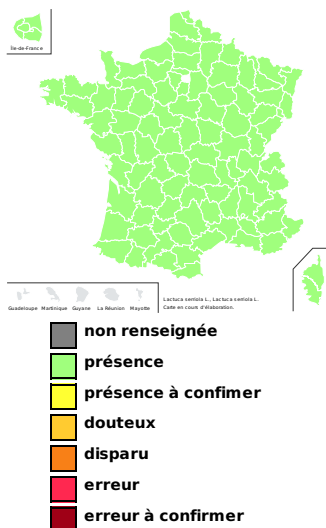 Île-de-France
Guadeloupe Martinique Guyane La Réunion Mayotte
Lactuca serriola L., Lactuca serriola L.
Carte en cours d'élaboration.
non renseignée
présence
présence à confimer
douteux
disparu
erreur
erreur à confirmer